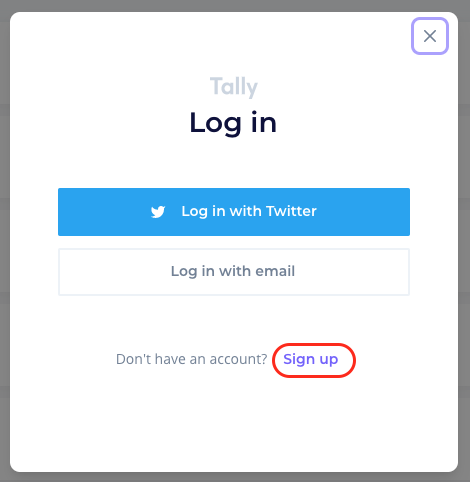 Tally
Log in
Log in with Twitter
Log in with email
Don't have an account? Sign up